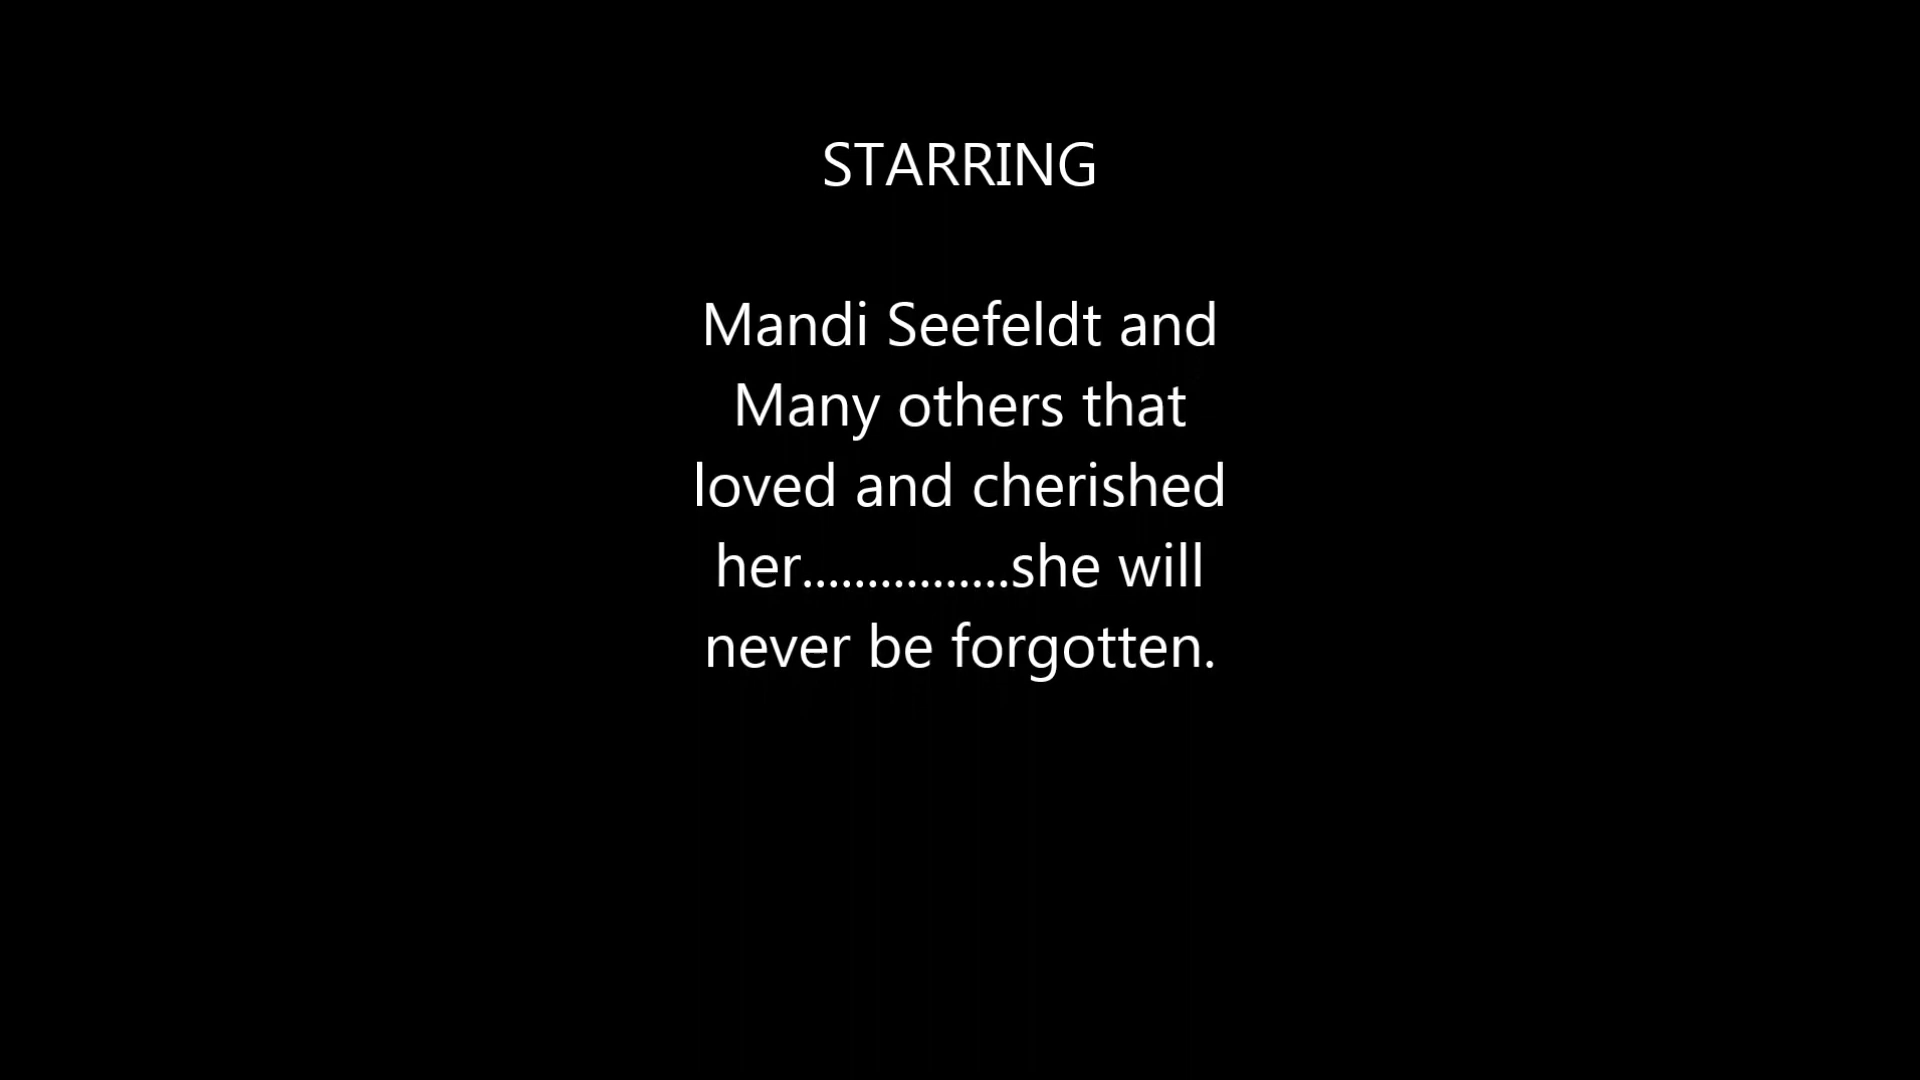 STARRING
Mandi Seefeldt and
Many others that
loved and cherished
her................she will
never be forgotten.